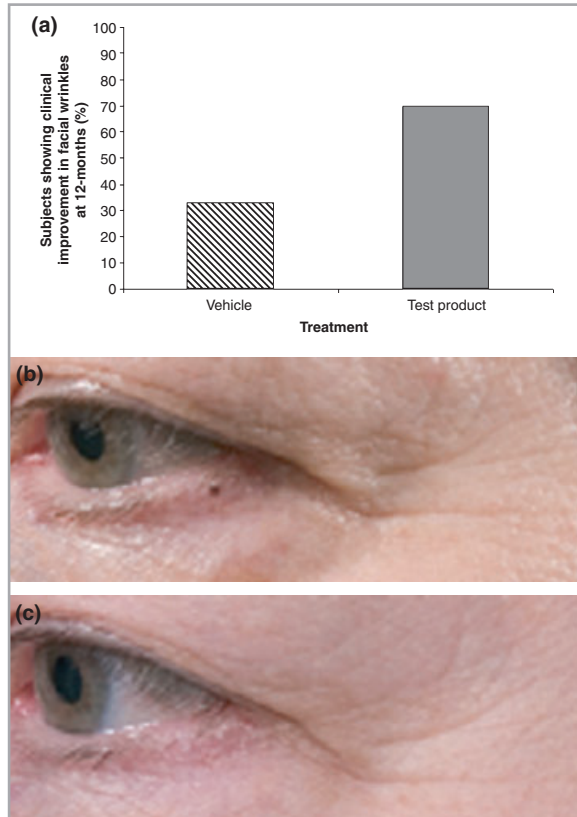 (a)
Subjects showing clinical
improvement in facial wrinkles
at 12-months (%)
100
90
80
70
60
50
40
30
20
10
0
Vehicle
Test product
Treatment
(b)
(c)